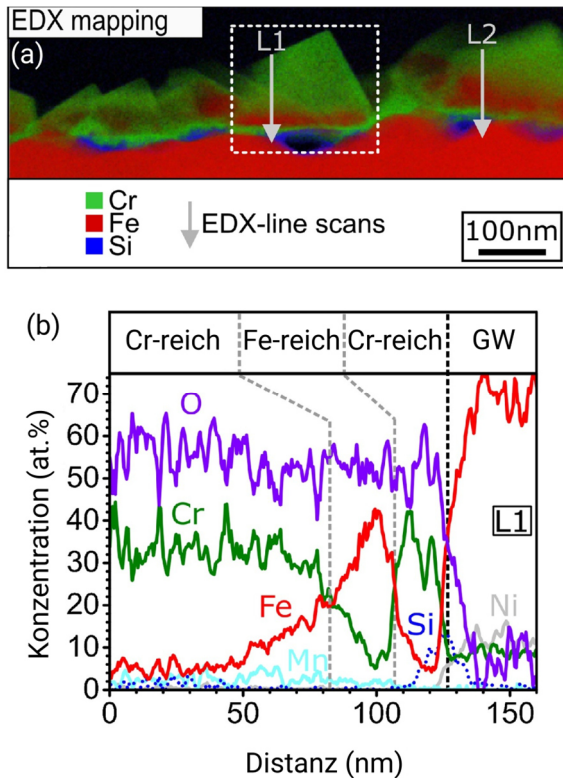 EDX mapping
(a)
L1
L2
Cr
Fe
Si
EDX-line scans
100nm
(b)
Cr-reich
Fe-reich
Cr-reich
GW
Konzentration (at.%)
70
60
50
40
30
20
10
0
O
Cr
Fe
Mn
Si
Ni
L1
0
50
100
150
Distanz (nm)